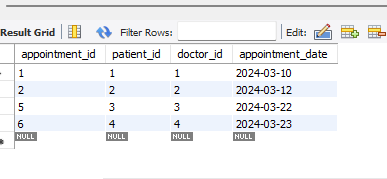 Result Grid Filter Rows: Edit:
appointment_id patient_id doctor_id appointment_date
1 1 1 2024-03-10
2 2 2 2024-03-12
5 3 3 2024-03-22
6 4 4 2024-03-23
NULL NULL NULL NULL